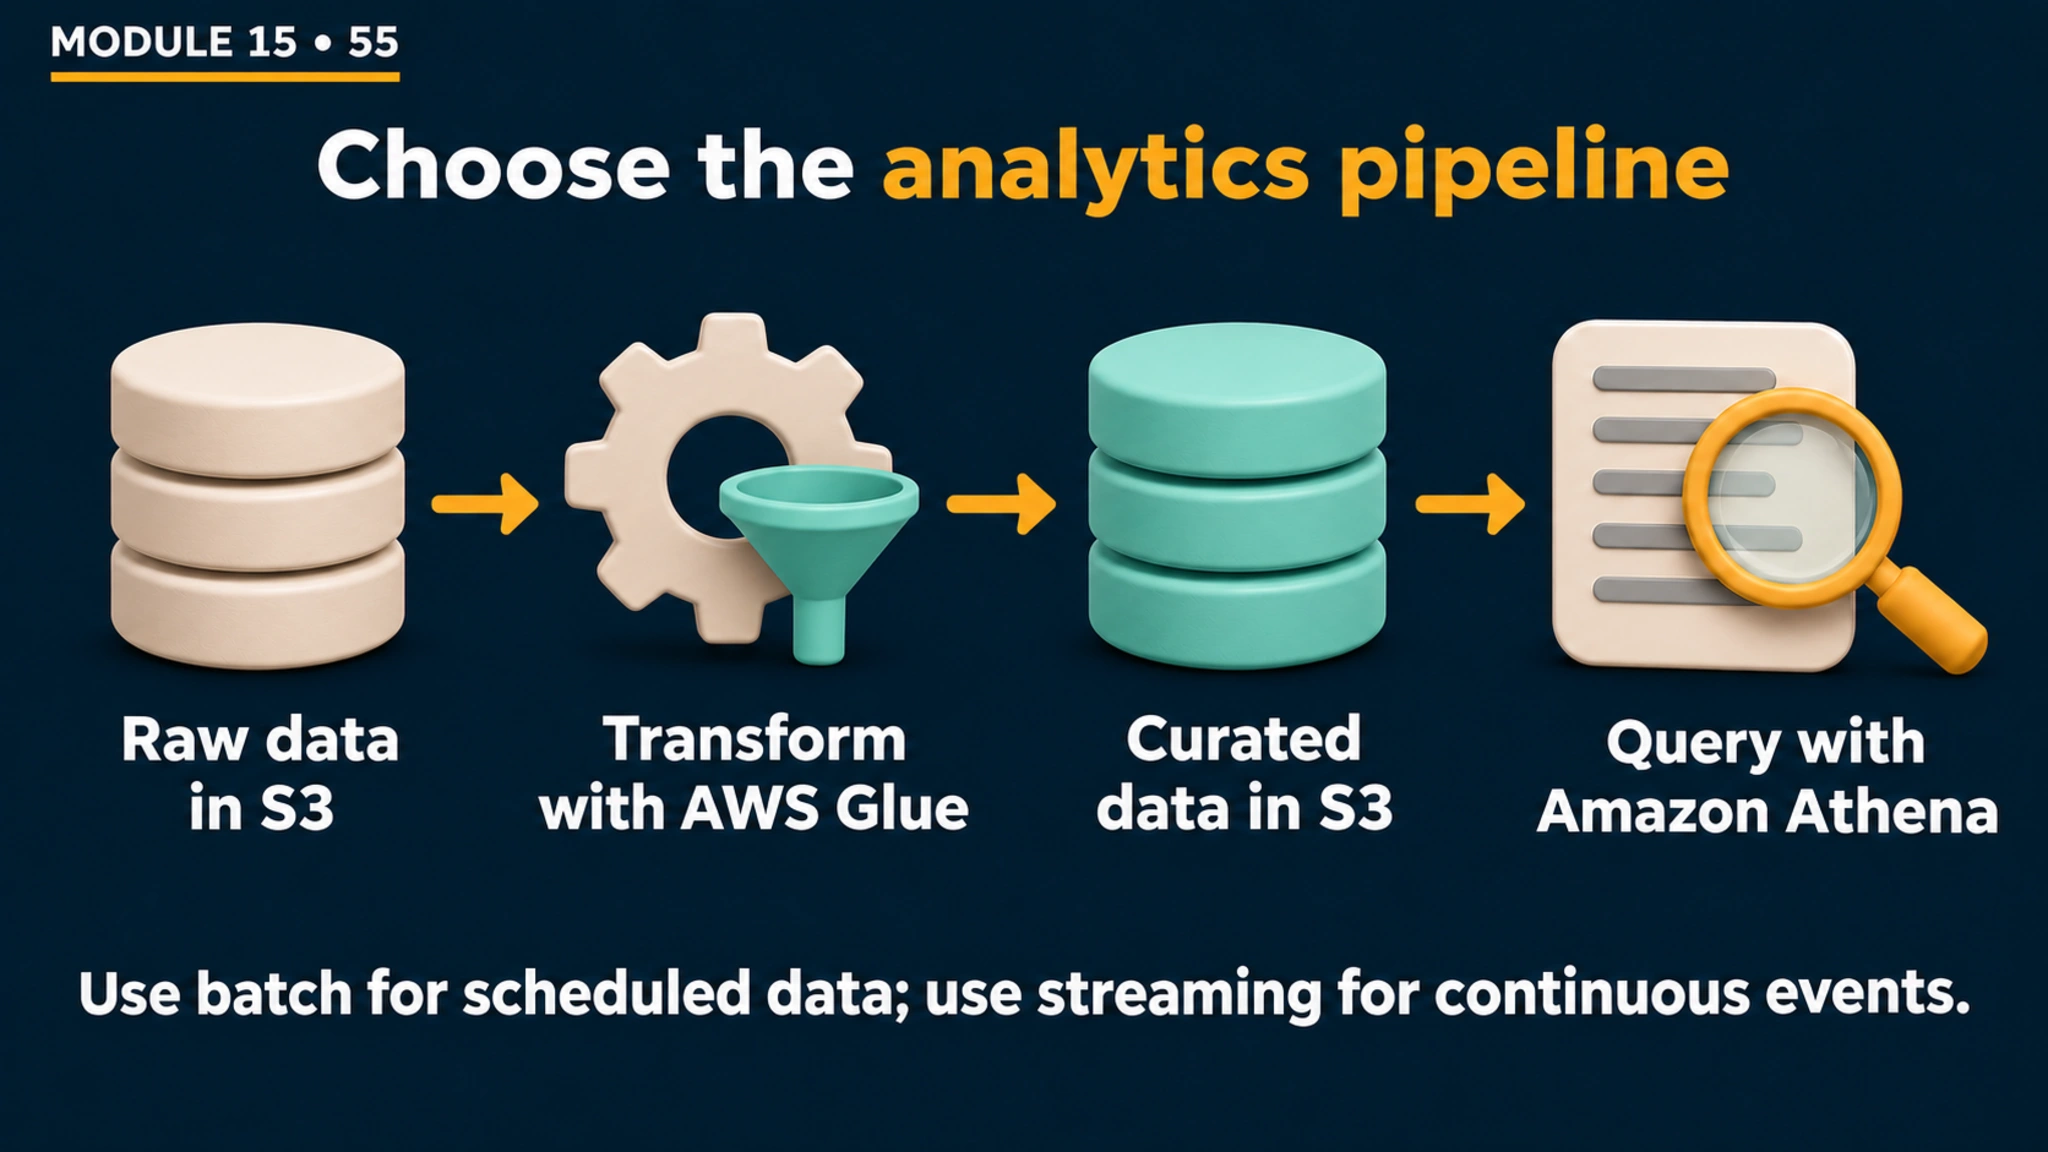 MODULE 15 • 55
Choose the analytics pipeline
Raw data
in S3
Transform
with AWS Glue
Curated
data in S3
Query with
Amazon Athena
Use batch for scheduled data; use streaming for continuous events.